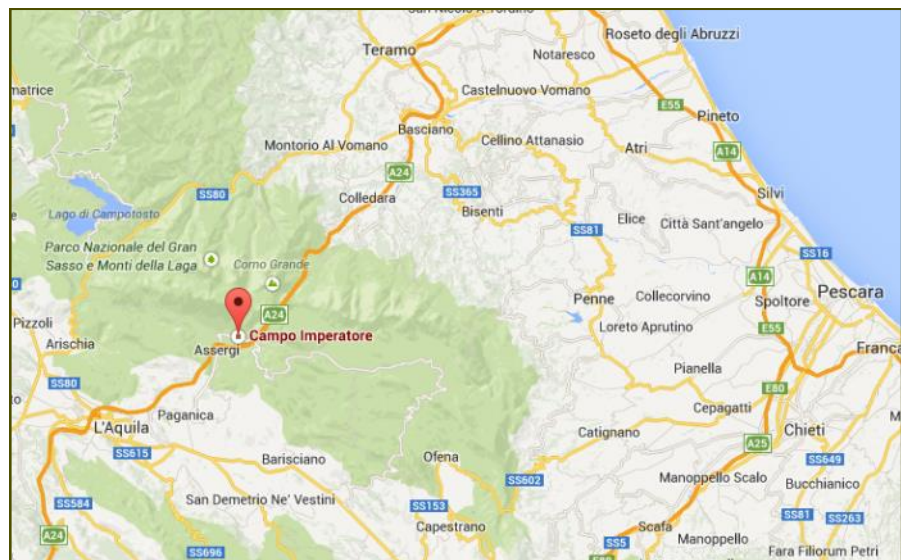 San Nicolò A Tordino
Roseto degli Abruzzi
Teramo
Notaresco
matrice
Castelnuovo Vomano
E55
Pineto
Basciano
Cellino Attanasio
Montorio Al Vomano
Atri
A14
A24
Colledara
SS80
SS365
Silvi
Lago di Campotosto
Bisenti
Elice
Città Sant'angelo
SS81
Parco Nazionale del Gran
Sasso e Monti della Laga
Corno Grande
SS16
A14
Pescara
Penne
Collecorvino
Spoltore
A24
Pizzoli
Campo Imperatore
Loreto Aprutino
E55
Arischia
Assergi
Franca
Pianella
SS80
E80
Paganica
Cepagatti
L'Aquila
Catignano
Chieti
A25
SS615
Barisciano
Ofena
SS649
SS602
Manoppello Scalo
Bucchianico
San Demetrio Ne' Vestini
SS584
SS153
SS81
SS263
Capestrano
Scafa
A24
SS5
Manoppello
SS696
Fara Filiorum Petri